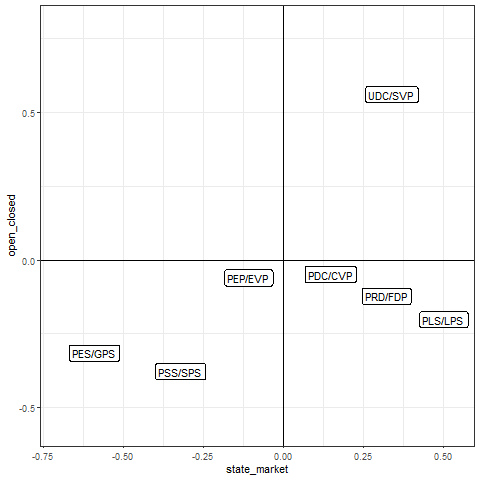 UDC/SVP
0.5
open_closed
0.0
PEP/EVP
PDC/CVP
PRD/FDP
PLS/LPS
PES/GPS
PSS/SPS
-0.5
-0.75
-0.50
-0.25
0.00
0.25
0.50
state_market